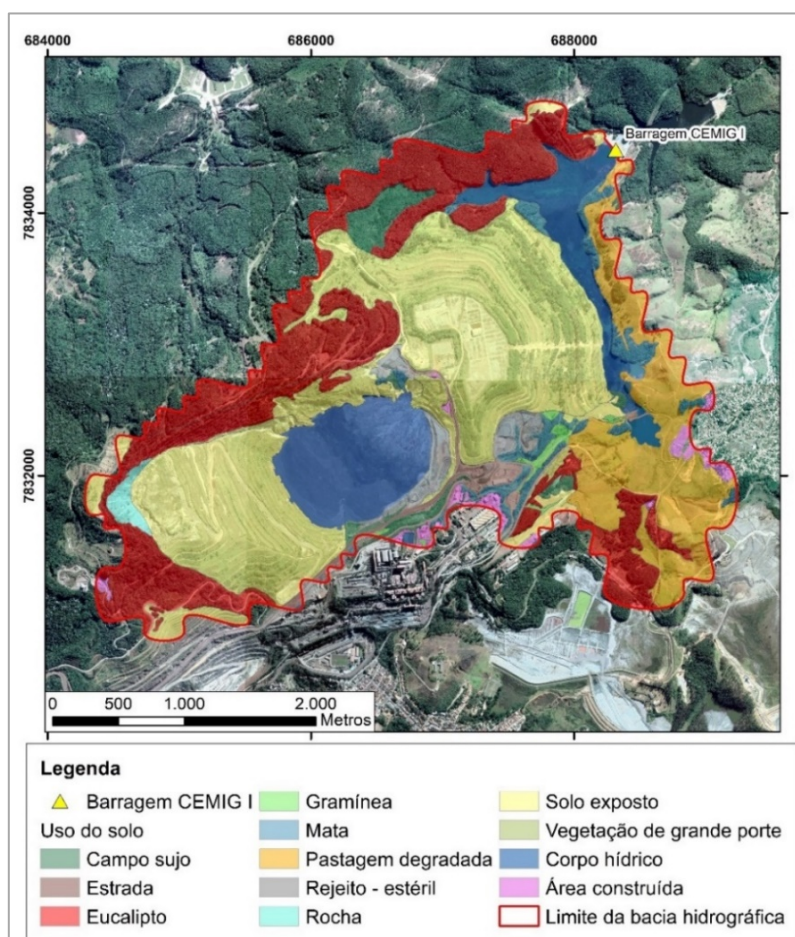 684000 686000 688000
Barragem CEMIG I
7834000
7832000
0 500 1.000 2.000
Metros
Legenda
Barragem CEMIG I
Uso do solo
Campo sujo
Estrada
Eucalipto
Gramínea
Mata
Pastagem degradada
Rejeito - estéril
Rocha
Solo exposto
Vegetação de grande porte
Corpo hídrico
Área construída
Limite da bacia hidrográfica